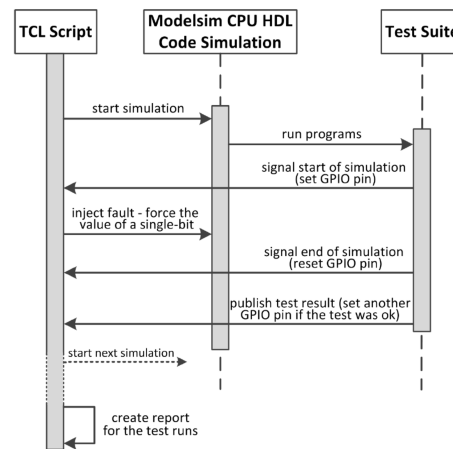 TCL Script
Modelsim CPU HDL
Code Simulation
Test Suite
start simulation
run programs
signal start of simulation
(set GPIO pin)
inject fault - force the
value of a single-bit
signal end of simulation
(reset GPIO pin)
publish test result (set another
GPIO pin if the test was ok)
start next simulation
create report
for the test runs